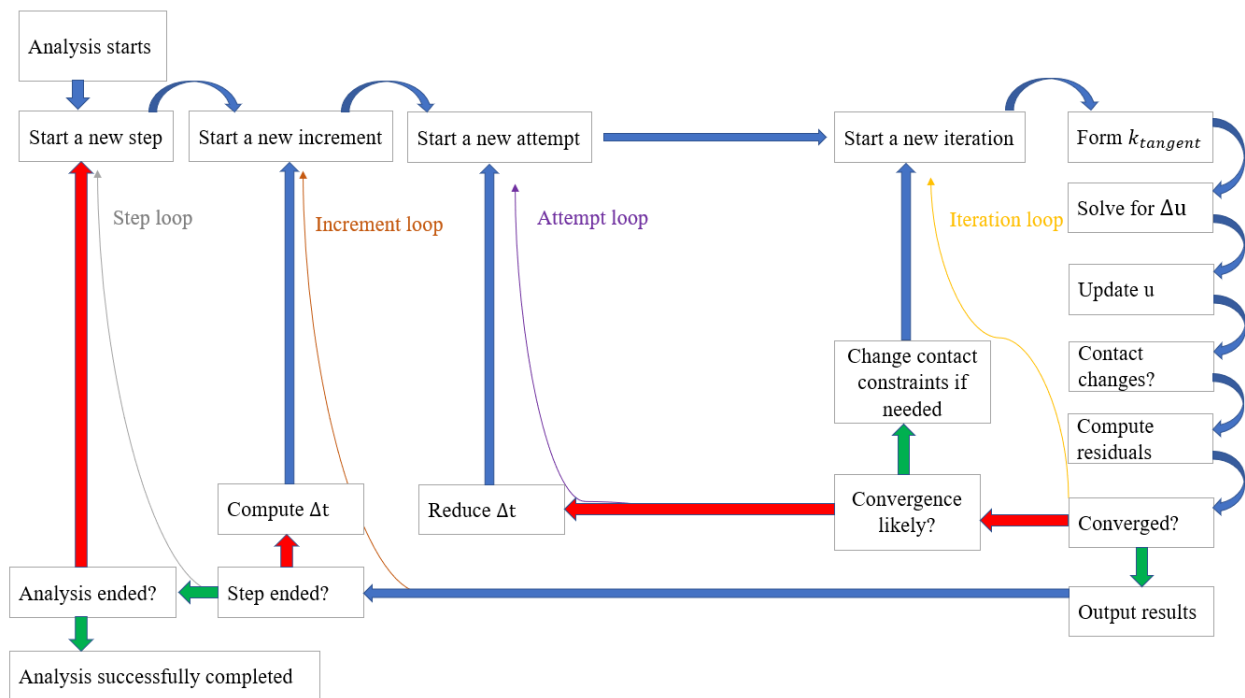 Analysis starts
Start a new step
Start a new increment
Start a new attempt
Start a new iteration
Form k_tangent
Solve for Δu
Step loop
Increment loop
Attempt loop
Iteration loop
Update u
Change contact
constraints if
needed
Contact
changes?
Compute
residuals
Compute Δt
Reduce Δt
Convergence
likely?
Converged?
Analysis ended?
Step ended?
Output results
Analysis successfully completed